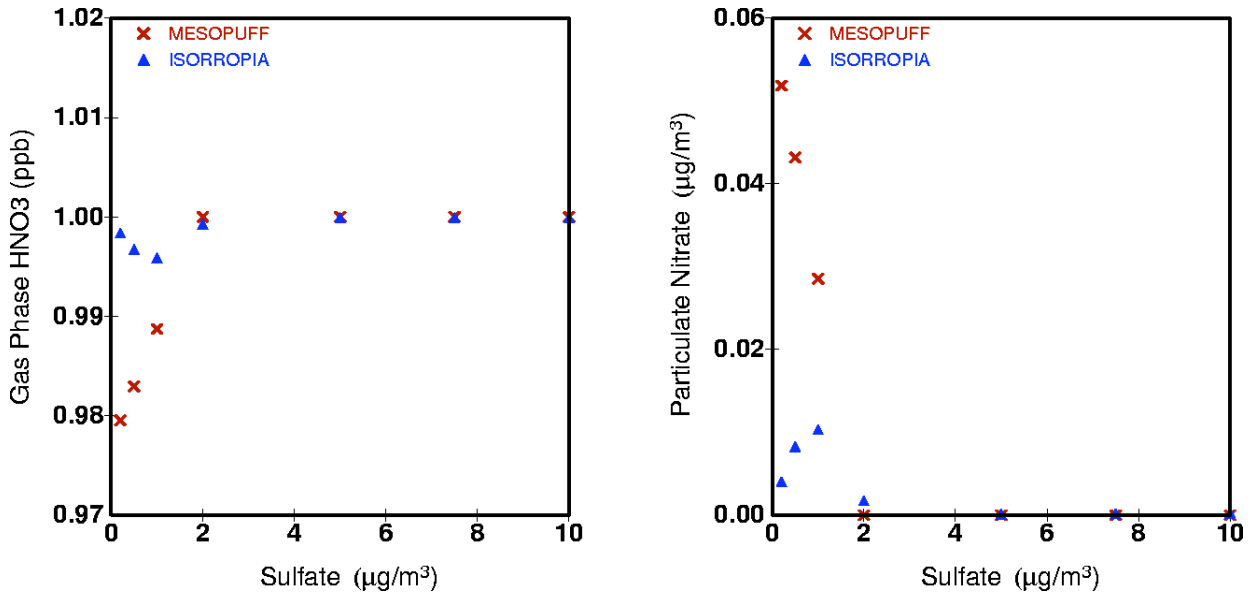 1.02
MESOPUFF
ISORROPIA
1.01
1.00
0.99
0.98
0.97
0 2 4 6 8 10
Gas Phase HNO3 (ppb)
Sulfate (μg/m³)
0.06
MESOPUFF
ISORROPIA
0.04
0.02
0.00
0 2 4 6 8 10
Particulate Nitrate (μg/m³)
Sulfate (μg/m³)